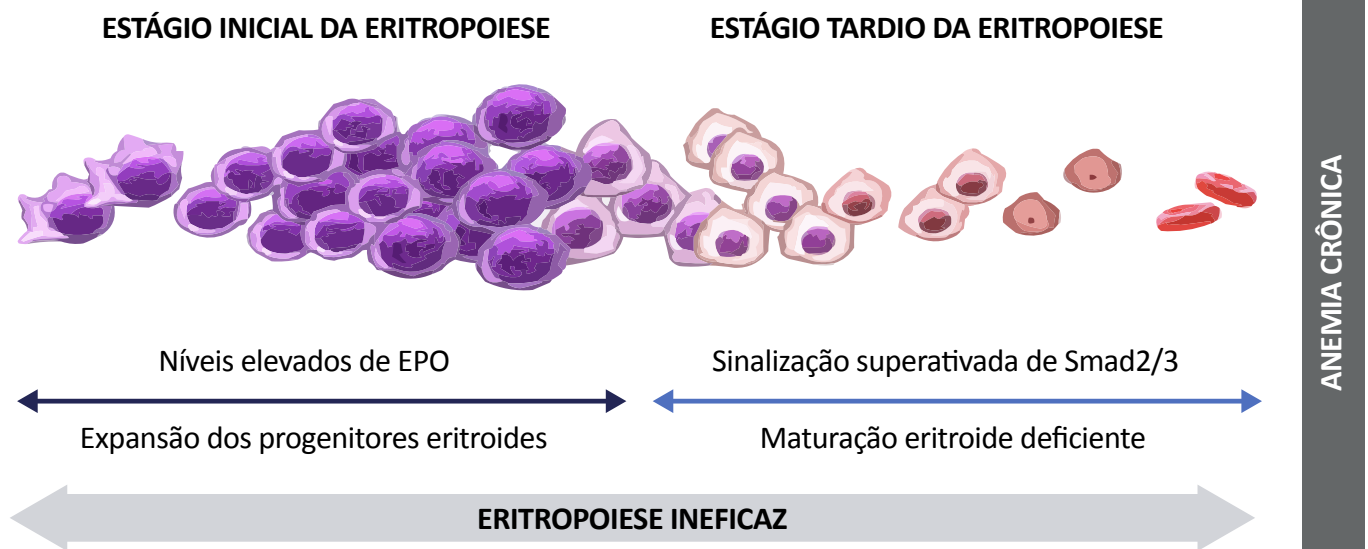 ESTÁGIO INICIAL DA ERITROPOIESE
ESTÁGIO TARDIO DA ERITROPOIESE
Níveis elevados de EPO
Expansão dos progenitores eritroides
Sinalização superativada de Smad2/3
Maturação eritroide deficiente
ERITROPOIESE INEFICAZ
ANEMIA CRÔNICA